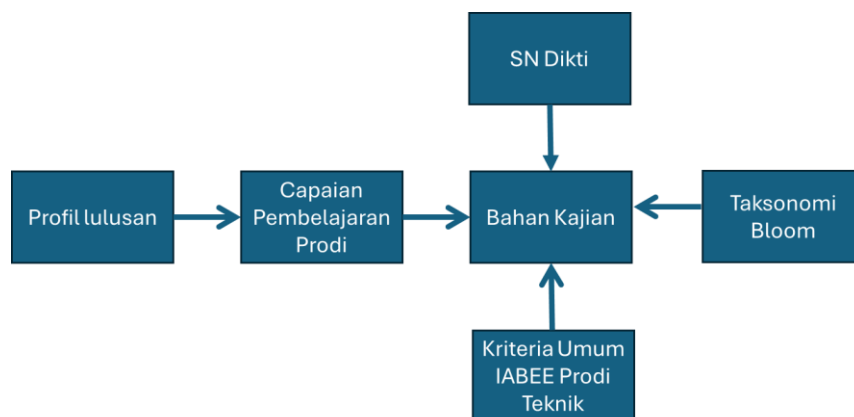 SN Dikti
Profil lulusan
Capaian
Pembelajaran
Prodi
Bahan Kajian
Taksonomi
Bloom
Kriteria Umum
IABEE Prodi
Teknik